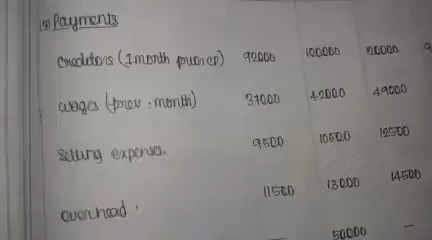 Payments
creditors (1 month 92000 100000 120000 9
wages (prev. month) 37000 42000 49000
selling expenses. 9500 10500 12500
overhead. 11500 13000 14500
— 50000 —